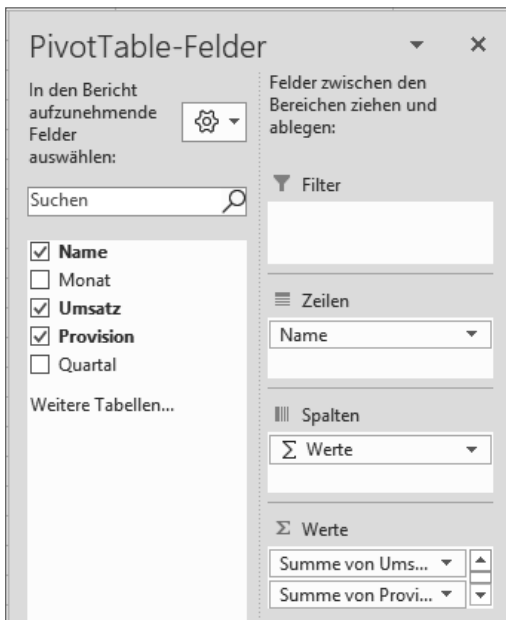 PivotTable-Felder
In den Bericht
aufzunehmende
Felder
auswählen:
Suchen
Name
Monat
Umsatz
Provision
Quartal
Weitere Tabellen...
Felder zwischen den
Bereichen ziehen und
ablegen:
Filter
Zeilen
Name
Spalten
Σ Werte
Σ Werte
Summe von Ums...
Summe von Provi...